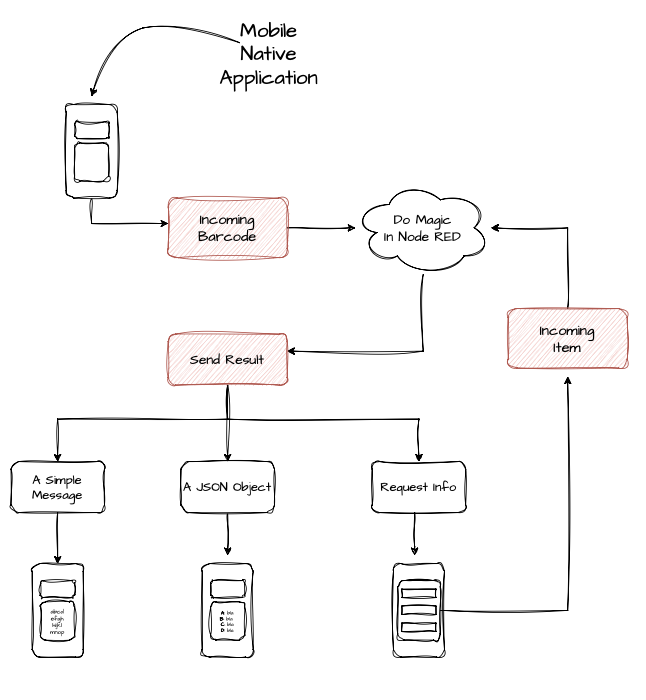 Mobile
Native
Application
Incoming
Barcode
Do Magic
In Node RED
Incoming
Item
Send Result
A Simple
Message
A JSON Object
Request Info
abcd
efgh
mnop
A: bla
B: bla
C: bla
D: bla